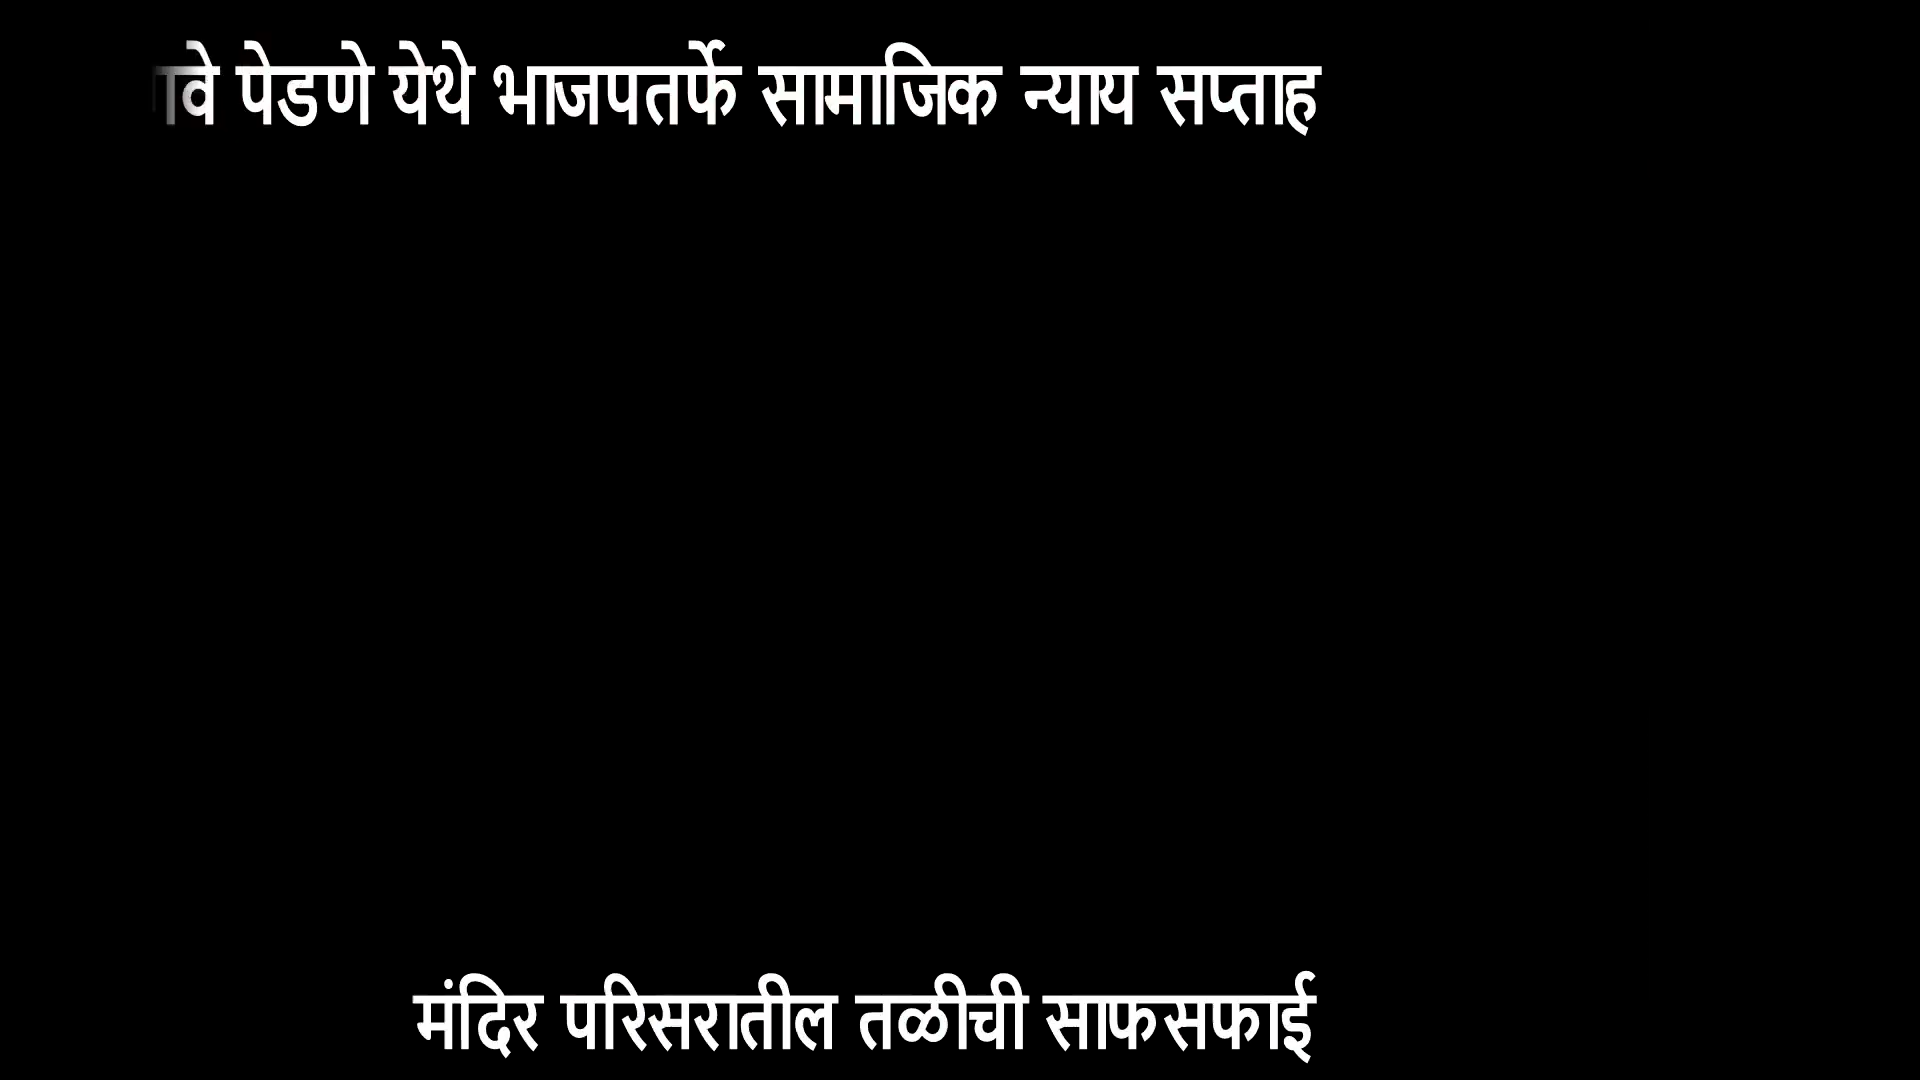 पेडणे येथे भाजपतर्फे सामाजिक न्याय सप्ताह
मंदिर परिसरातील तळीची साफसफाई